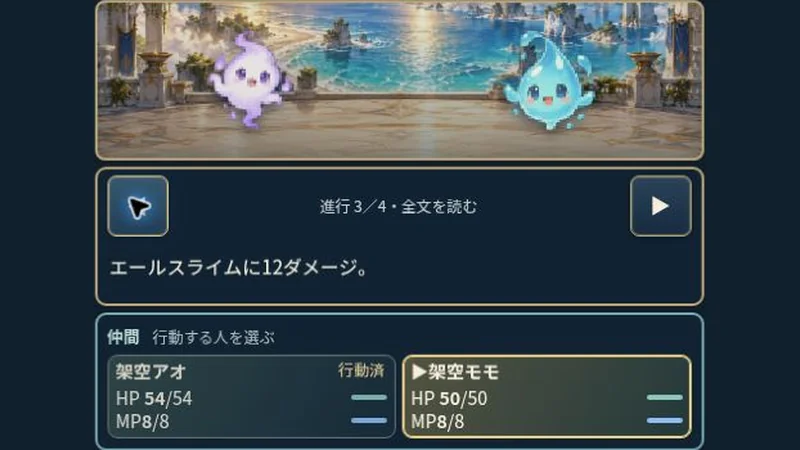 進行 3／4・全文を読む
エールスライムに12ダメージ。
仲間 行動する人を選ぶ
架空アオ 行動済
HP 54/54
MP8/8
▶架空モモ
HP 50/50
MP8/8